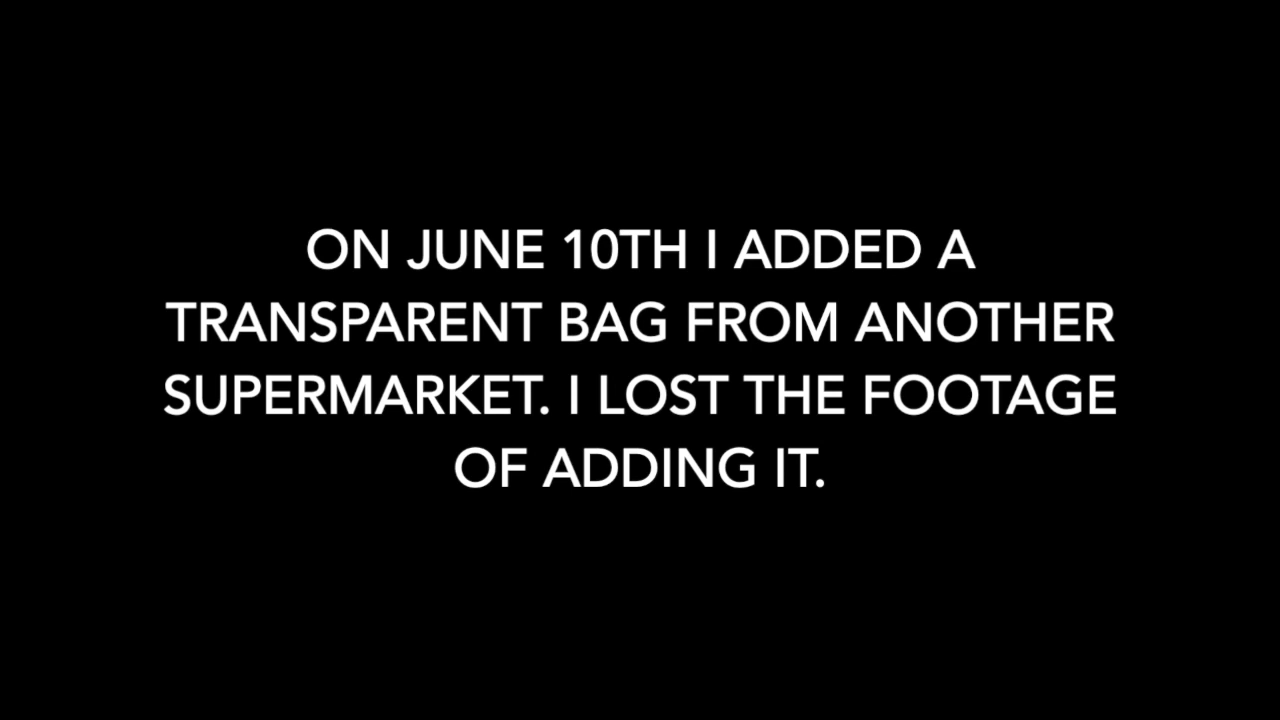 ON JUNE 10TH I ADDED A
TRANSPARENT BAG FROM ANOTHER
SUPERMARKET. I LOST THE FOOTAGE
OF ADDING IT.